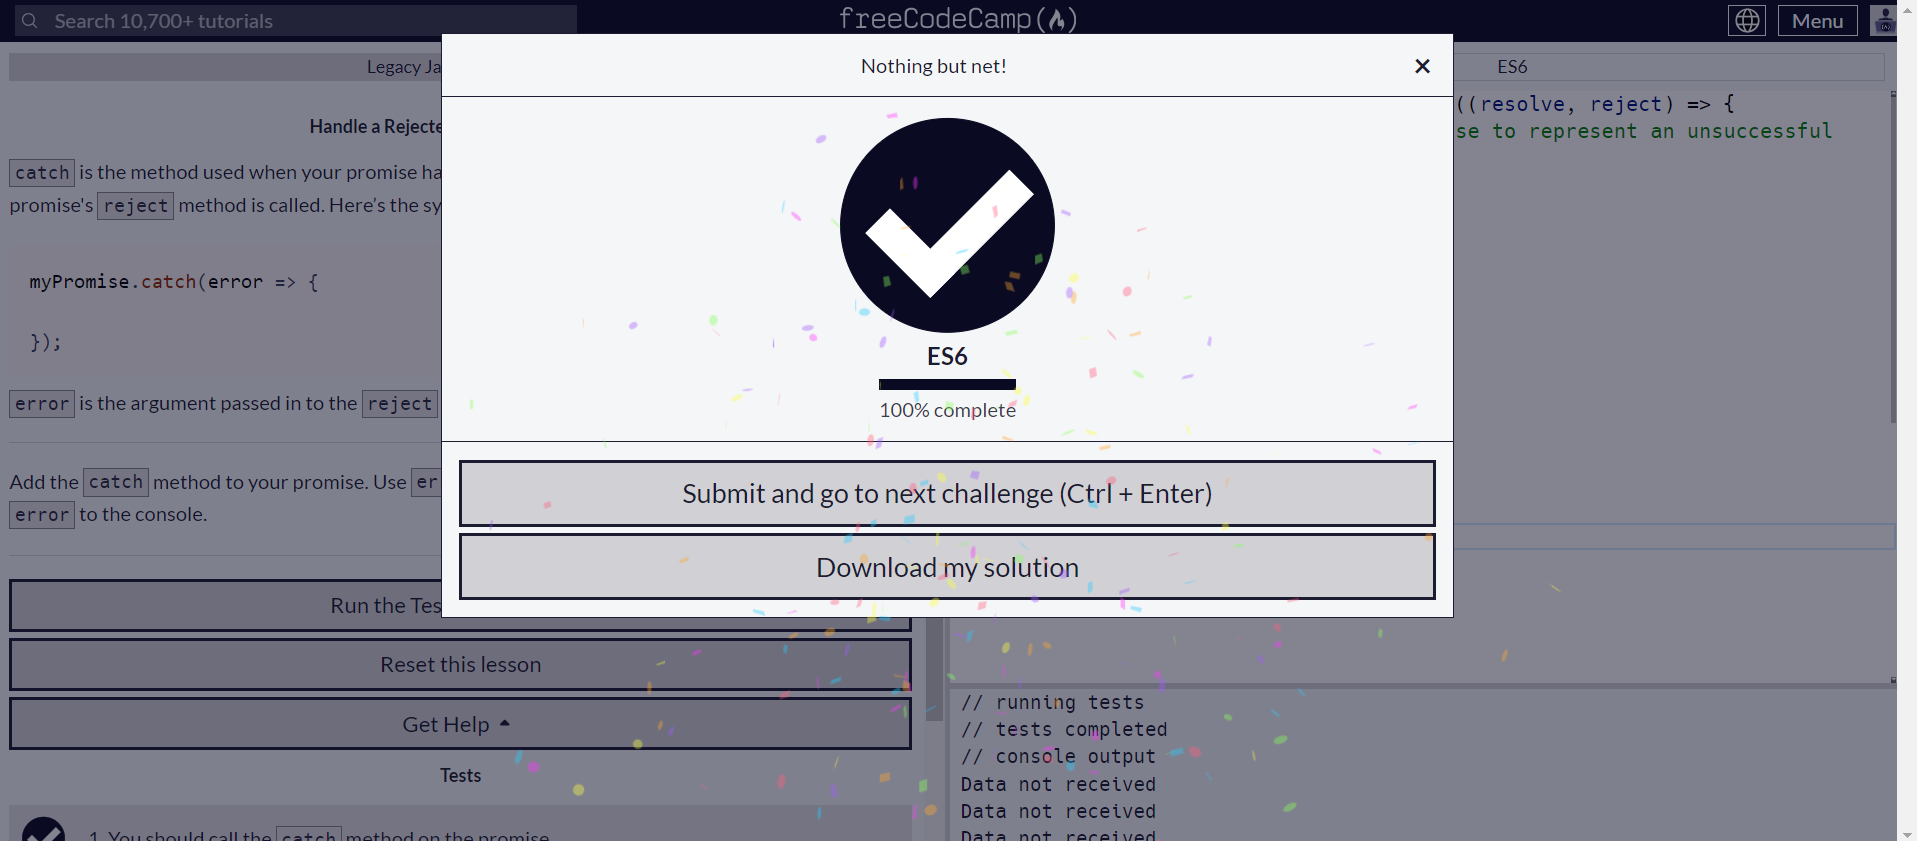 Search 10,700+ tutorials
freeCodeCamp
Menu
Legacy Ja
ES6
Nothing but net!
×
Handle a Rejecte
catch is the method used when your promise ha
promise's reject method is called. Here’s the sy
myPromise.catch(error => {
});
error is the argument passed in to the reject
Add the catch method to your promise. Use er
error to the console.
Run the Tes
Reset this lesson
Get Help
Tests
1. You should call the catch method on the promise
ES6
100% complete
Submit and go to next challenge (Ctrl + Enter)
Download my solution
((resolve, reject) => {
se to represent an unsuccessful
// running tests
// tests completed
// console output
Data not received
Data not received
Data not received